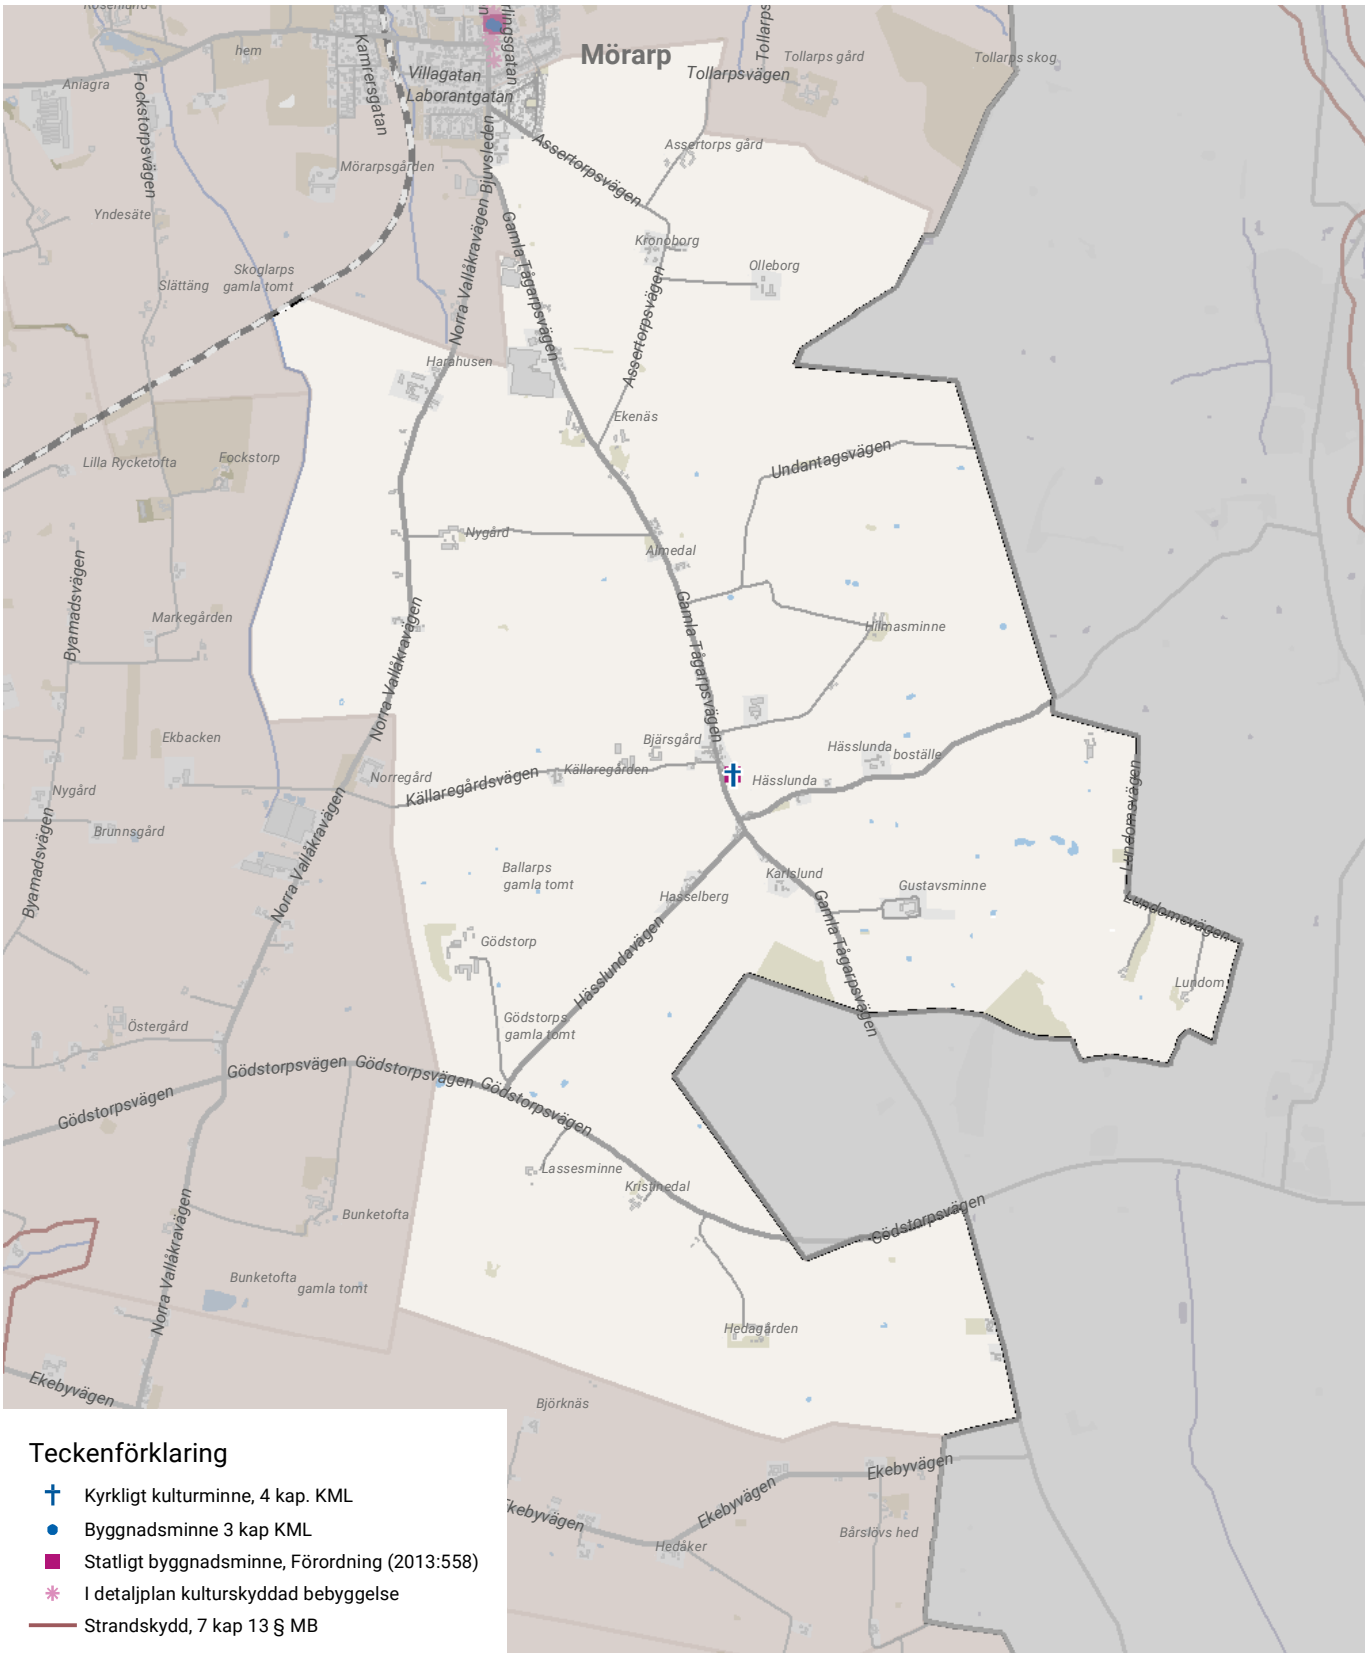 Rosenlund
hem
Aniagra
Fockstorpsvägen
Kamrersgatan
Villagatan
Laborantgatan
rlingsgatan
Mörarp
Tollarps
Tollarpsvägen
Tollarps gård
Tollarps skog
Assertorps gård
Assertorpsvägen
Mörarpsgården
Bjuvsleden
Yndesäte
Kronoborg
Olleborg
Skoglarps
gamla tomt
Slättäng
Norra Vallåkravägen
Gamla Tågarpsvägen
Assertorpsvägen
Harahusen
Ekenäs
Undantagsvägen
Lilla Rycketofta
Fockstorp
Nygård
Almedal
Byamadsvägen
Markegården
Norra Vallåkravägen
Gamla Tågarpsvägen
Hilmasminne
Ekbacken
Bjärsgård
Hässlunda
boställe
Norregård
Källaregårdsvägen
Källaregården
Hässlunda
Nygård
Brunnsgård
Byamadsvägen
Norra Vallåkravägen
Lundomsvägen
Ballarps
gamla tomt
Hasselberg
Karlslund
Gustavsminne
Lundomsvägen
Gödstorp
Hässlundavägen
Gamla Tågarpsvägen
Lundom
Östergård
Gödstorps
gamla tomt
Gödstorpsvägen
Gödstorpsvägen
Gödstorpsvägen
Gödstorpsvägen
Lassesminne
Kristinedal
Bunketofta
Gödstorpsvägen
Norra Vallåkravägen
Bunketofta
gamla tomt
Hedagården
Ekebyvägen
Björknäs
Ekebyvägen
Ekebyvägen
Ekebyvägen
Hedåker
Bårslövs hed
Teckenförklaring
Kyrkligt kulturminne, 4 kap. KML
Byggnadsminne 3 kap KML
Statligt byggnadsminne, Förordning (2013:558)
I detaljplan kulturskyddad bebyggelse
Strandskydd, 7 kap 13 § MB